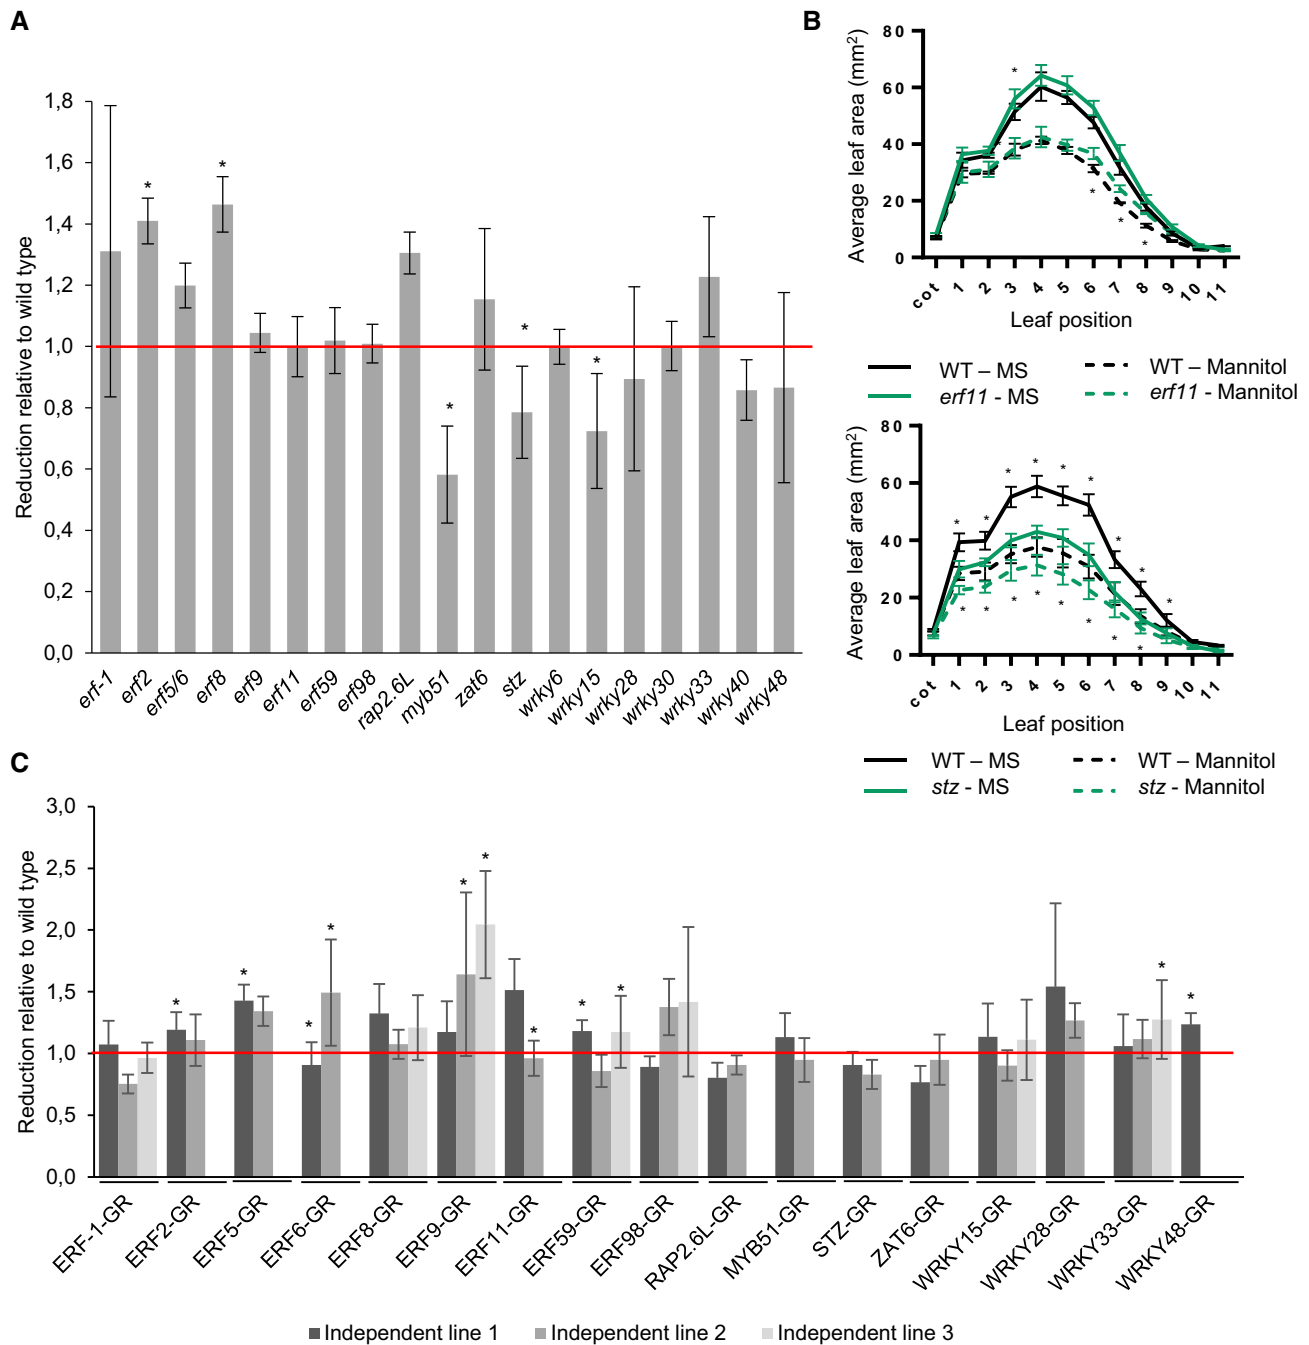 A
Reduction relative to wild type
1,8
1,6
1,4
1,2
1,0
0,8
0,6
0,4
0,2
0,0
* * * * *
erf-1 erf2 erf5/6 erf8 erf9 erf11 erf59 erf98 rap2.6L myb51 zat6 stz wrky6 wrky15 wrky28 wrky30 wrky33 wrky40 wrky48
B
Average leaf area (mm2)
80
60
40
20
0
* * * * *
cot 1 2 3 4 5 6 7 8 9 10 11
Leaf position
WT – MS WT – Mannitol
erf11 - MS erf11 - Mannitol
Average leaf area (mm2)
80
60
40
20
0
* * * * * * * * *
* * * * * * * *
cot 1 2 3 4 5 6 7 8 9 10 11
Leaf position
WT – MS WT – Mannitol
stz - MS stz - Mannitol
C
Reduction relative to wild type
3,0
2,5
2,0
1,5
1,0
0,5
0,0
* * * * * * * * * * *
ERF-1-GR ERF2-GR ERF5-GR ERF6-GR ERF8-GR ERF9-GR ERF11-GR ERF59-GR ERF98-GR RAP2.6L-GR MYB51-GR STZ-GR ZAT6-GR WRKY15-GR WRKY28-GR WRKY33-GR WRKY48-GR
Independent line 1 Independent line 2 Independent line 3